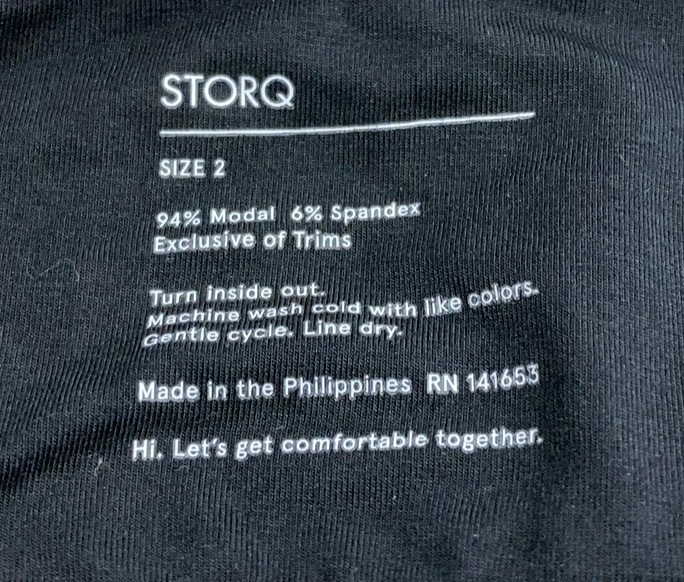 STORQ
SIZE 2
94% Modal 6% Spandex
Exclusive of Trims
Turn inside out.
Machine wash cold with like colors.
Gentle cycle. Line dry.
Made in the Philippines RN 141653
Hi. Let's get comfortable together.